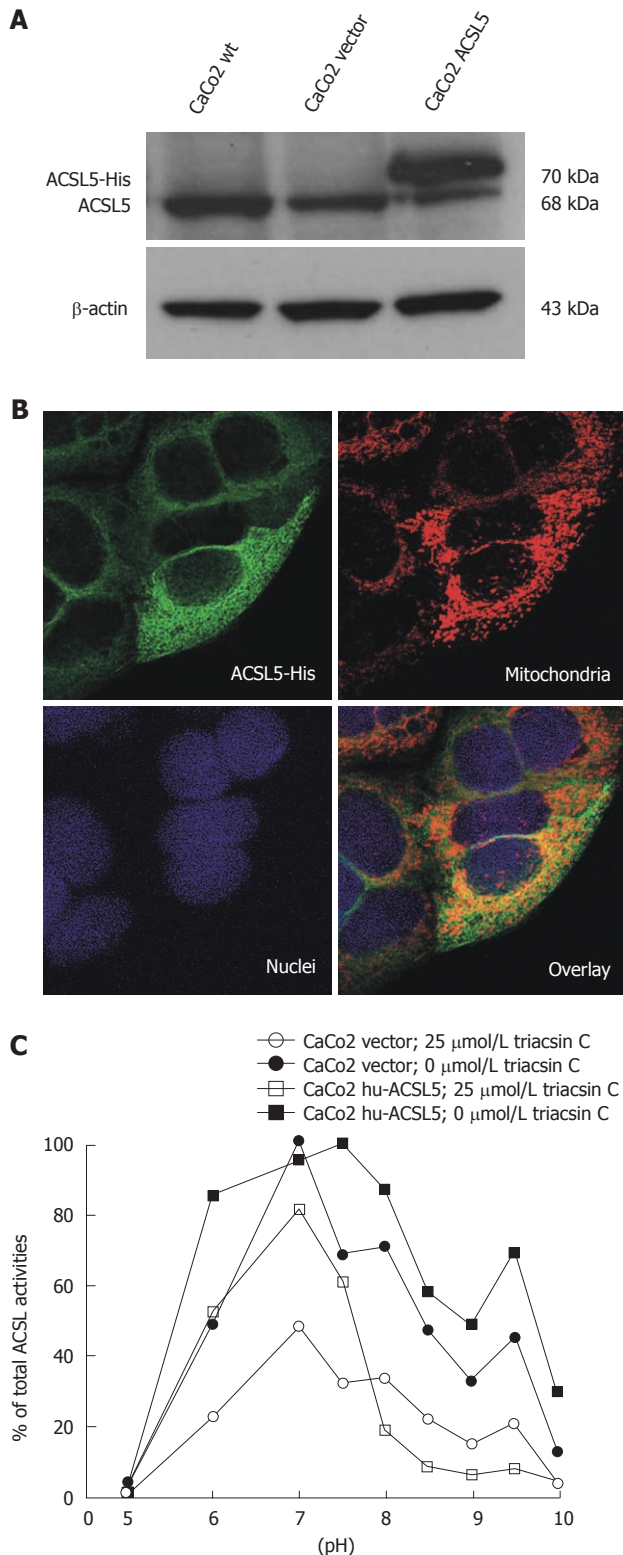 A
CaCo2 wt
CaCo2 vector
CaCo2 ACSL5
ACSL5-His
ACSL5
70 kDa
68 kDa
β-actin
43 kDa
B
ACSL5-His
Mitochondria
Nuclei
Overlay
C
CaCo2 vector; 25 μmol/L triacsin C
CaCo2 vector; 0 μmol/L triacsin C
CaCo2 hu-ACSL5; 25 μmol/L triacsin C
CaCo2 hu-ACSL5; 0 μmol/L triacsin C
% of total ACSL activities
100
80
60
40
20
0
0 5 6 7 8 9 10
(pH)